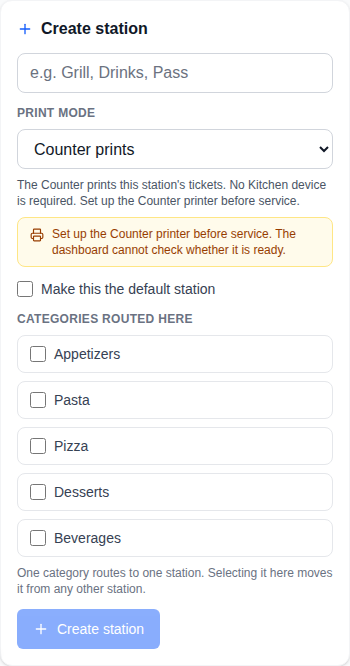 Create station
e.g. Grill, Drinks, Pass
PRINT MODE
Counter prints
The Counter prints this station's tickets. No Kitchen device
is required. Set up the Counter printer before service.
Set up the Counter printer before service. The
dashboard cannot check whether it is ready.
Make this the default station
CATEGORIES ROUTED HERE
Appetizers
Pasta
Pizza
Desserts
Beverages
One category routes to one station. Selecting it here moves
it from any other station.
Create station